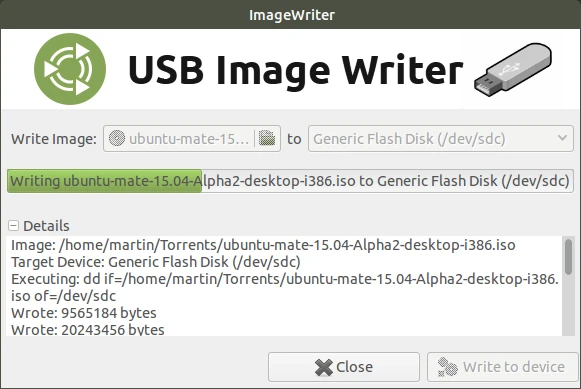 ImageWriter
USB Image Writer
Write Image: ubuntu-mate-15.... to Generic Flash Disk (/dev/sdc)
Writing ubuntu-mate-15.04-Alpha2-desktop-i386.iso to Generic Flash Disk (/dev/sdc)
Details
Image: /home/martin/Torrents/ubuntu-mate-15.04-Alpha2-desktop-i386.iso
Target Device: Generic Flash Disk (/dev/sdc)
Executing: dd if=/home/martin/Torrents/ubuntu-mate-15.04-Alpha2-desktop-i386.
iso of=/dev/sdc
Wrote: 9565184 bytes
Wrote: 20243456 bytes
Close Write to device